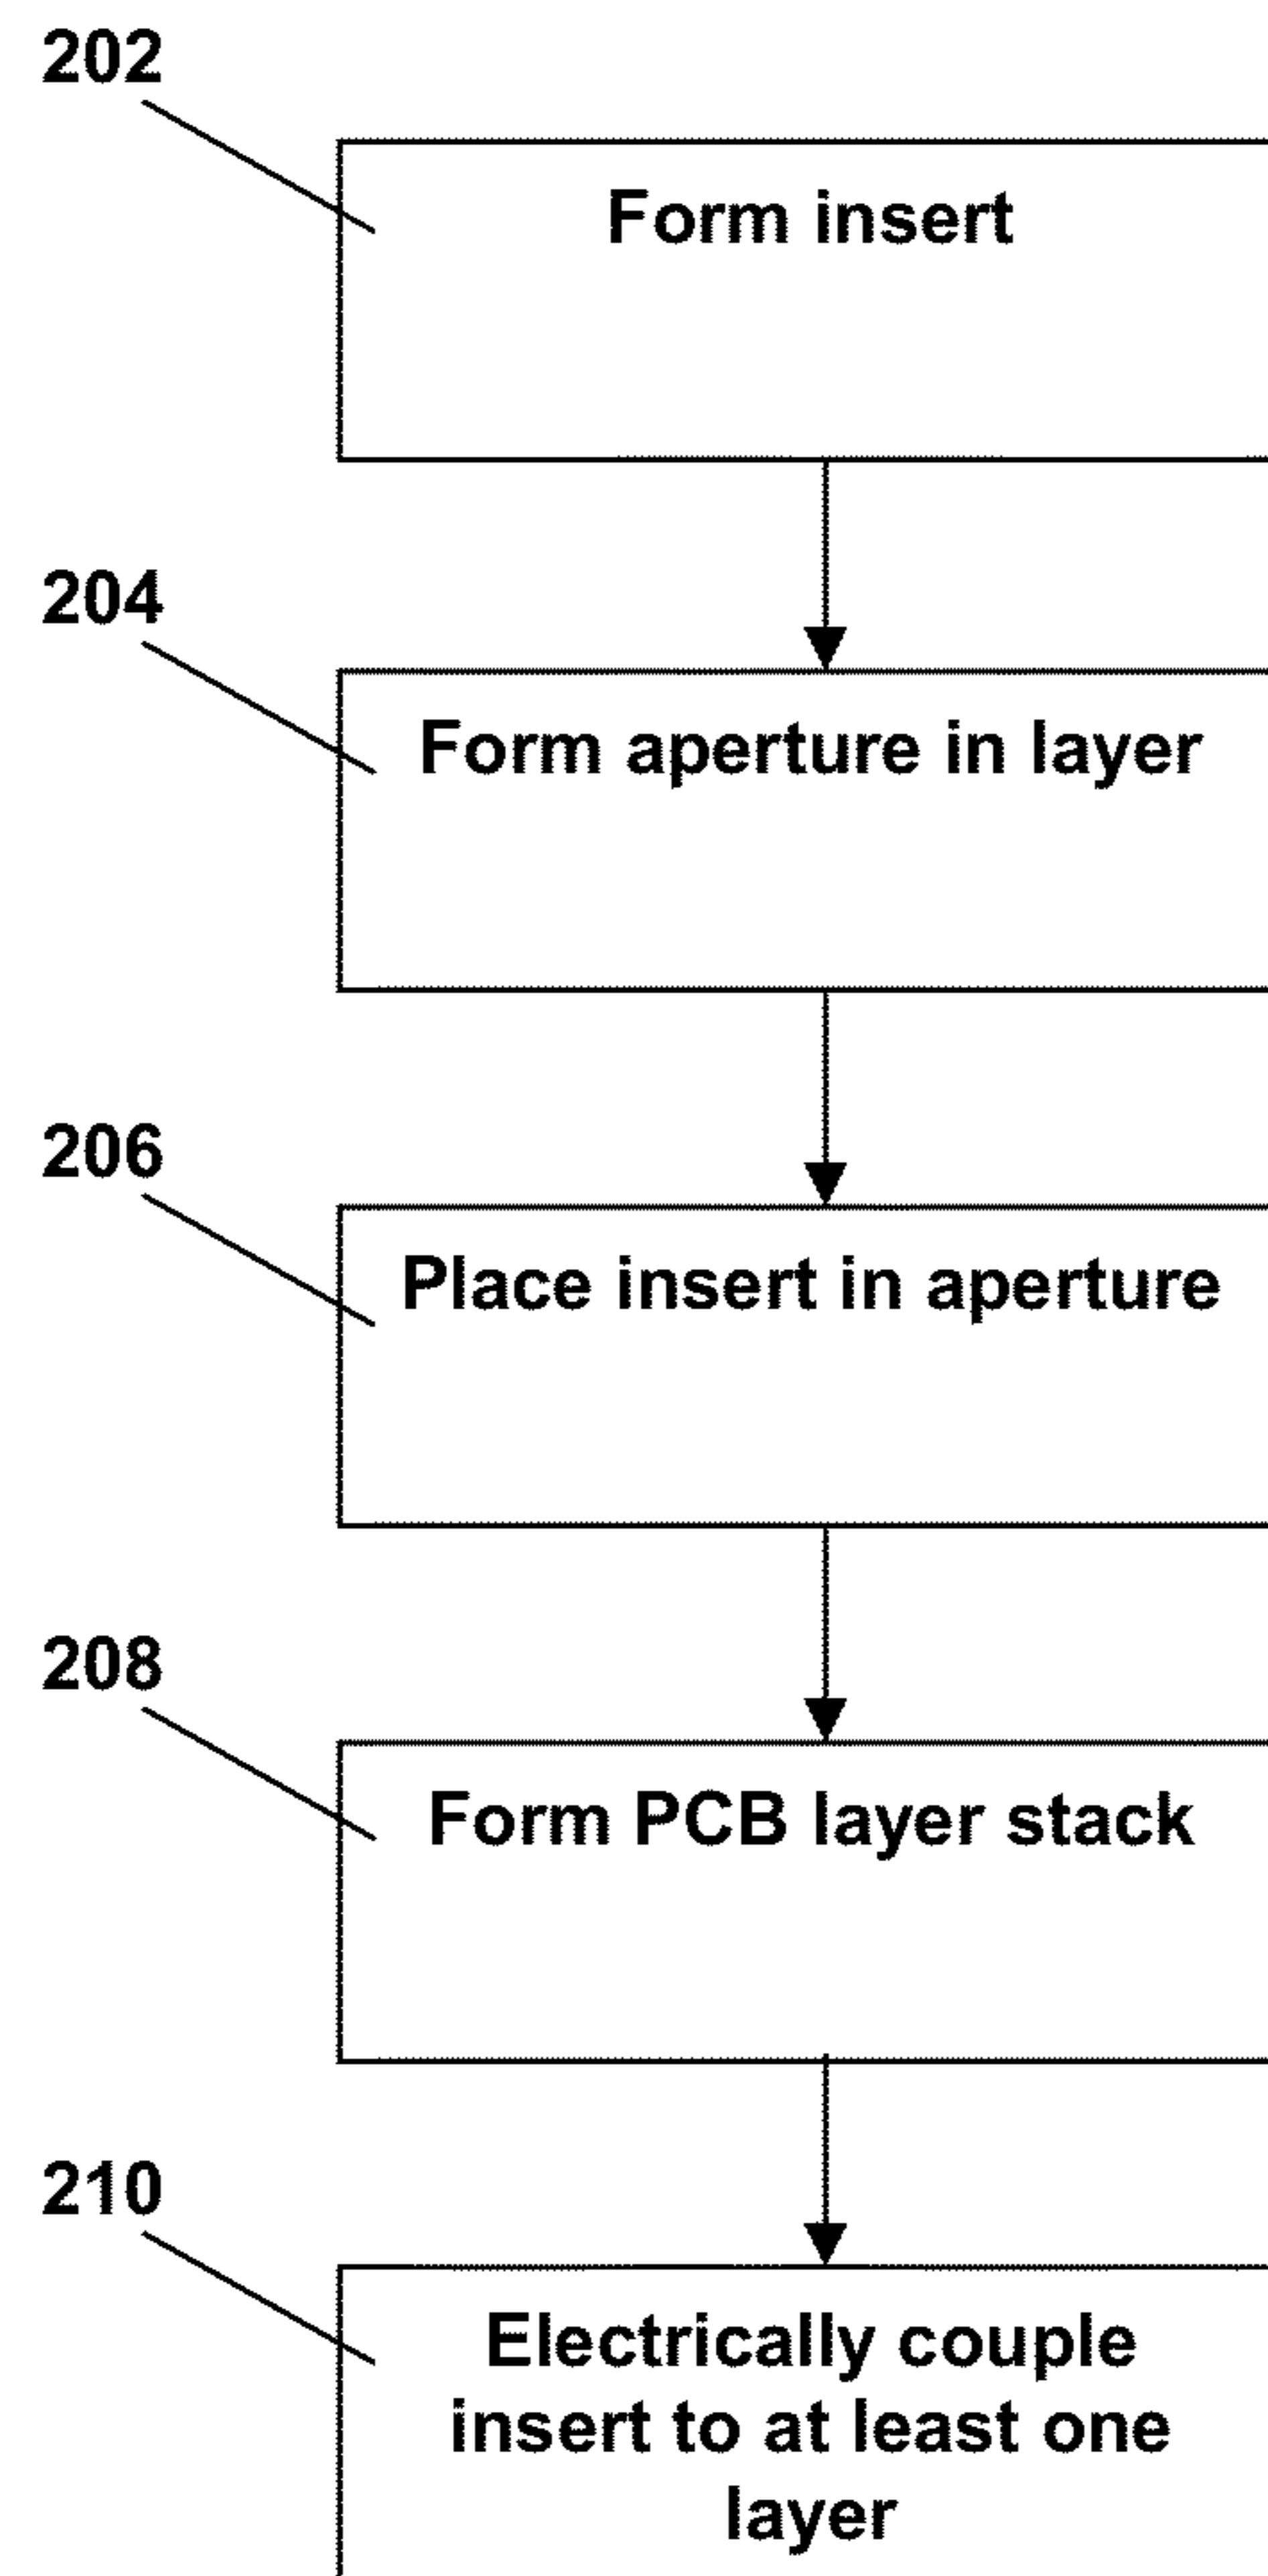 202
Form insert
204
Form aperture in layer
206
Place insert in aperture
208
Form PCB layer stack
210
Electrically couple
insert to at least one
layer